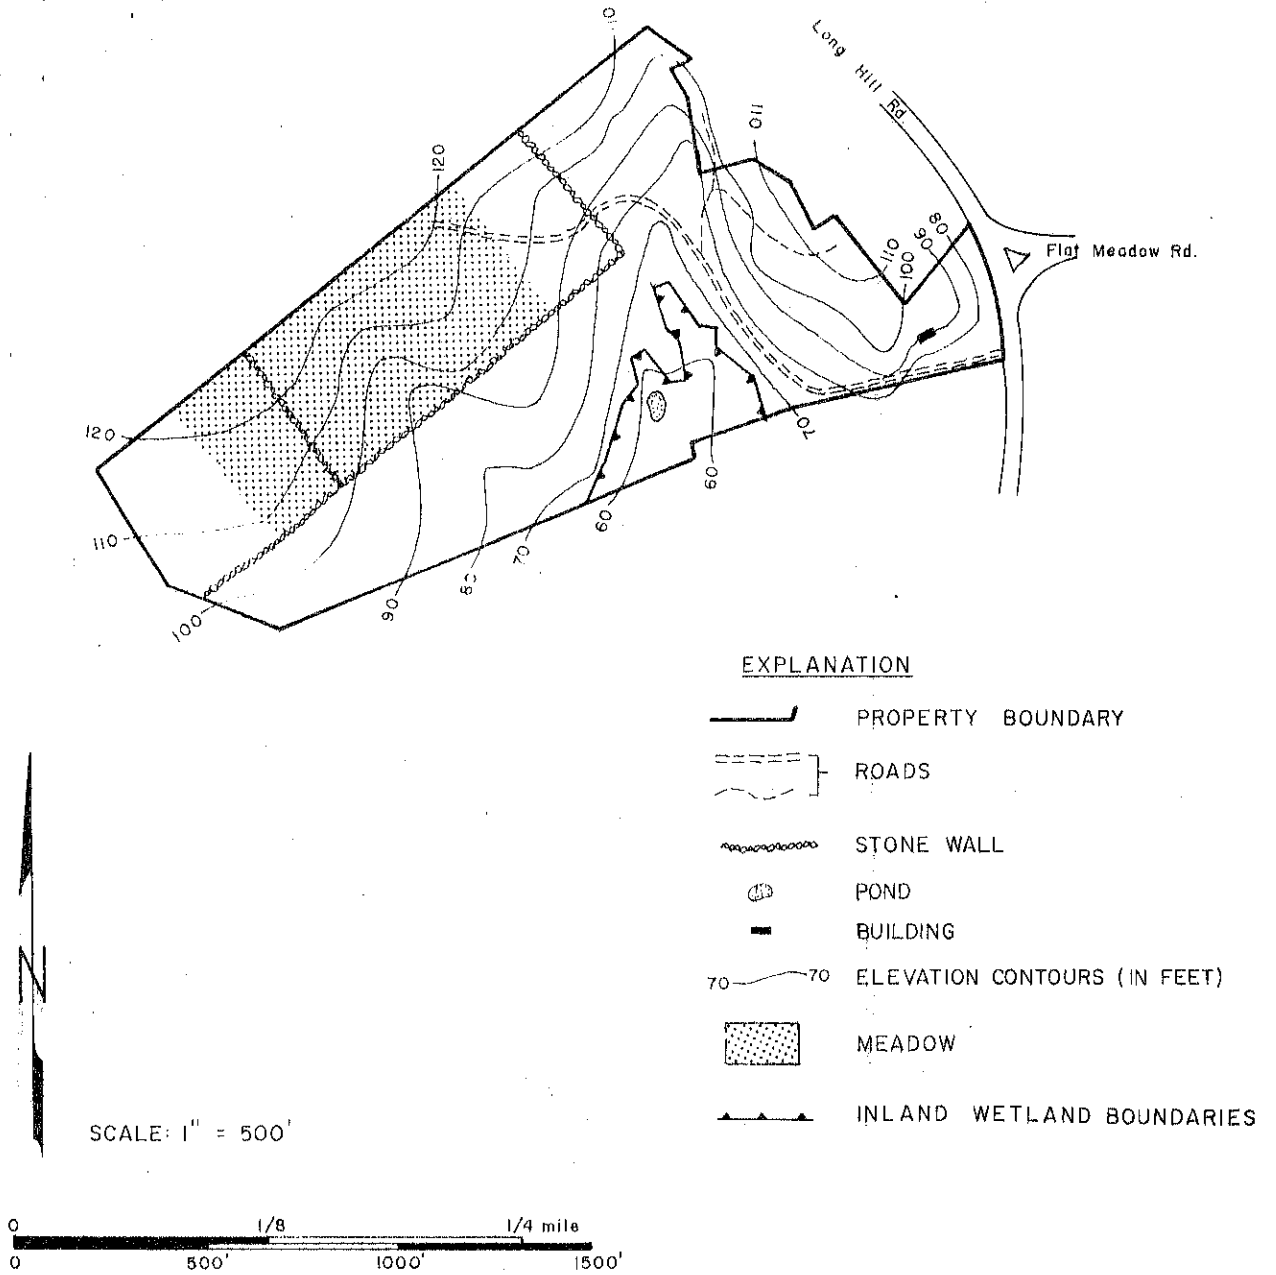 110
Long Hill Rd.
120
110
110
100
90
80
Flat Meadow Rd.
120
70
60
60
110
70
80
90
100
EXPLANATION
PROPERTY BOUNDARY
ROADS
STONE WALL
POND
BUILDING
70 70 ELEVATION CONTOURS (IN FEET)
MEADOW
INLAND WETLAND BOUNDARIES
N
SCALE: 1" = 500'
0 1/8 1/4 mile
0 500' 1000' 1500'